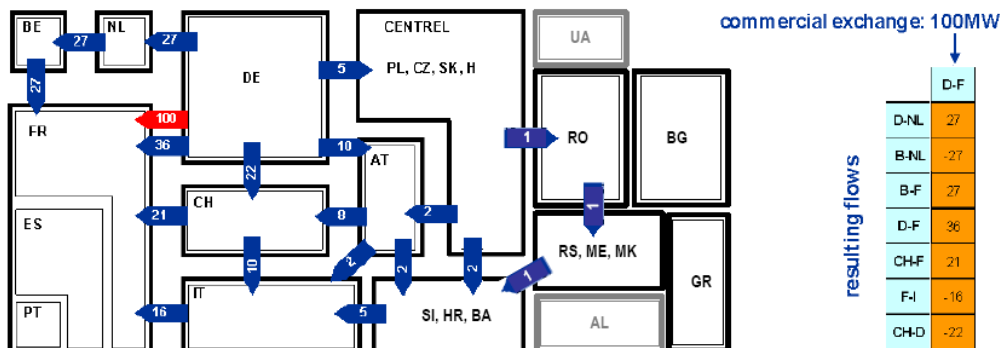 commercial exchange: 100MW
BE
NL
27
27
27
DE
CENTREL
PL, CZ, SK, H
5
UA
FR
100
36
10
22
AT
1
RO
BG
CH
21
8
2
1
ES
10
2
2
2
1
RS, ME, MK
GR
PT
IT
16
5
SI, HR, BA
AL
resulting flows
D-F
D-NL 27
B-NL -27
B-F 27
D-F 36
CH-F 21
F-I -16
CH-D -22